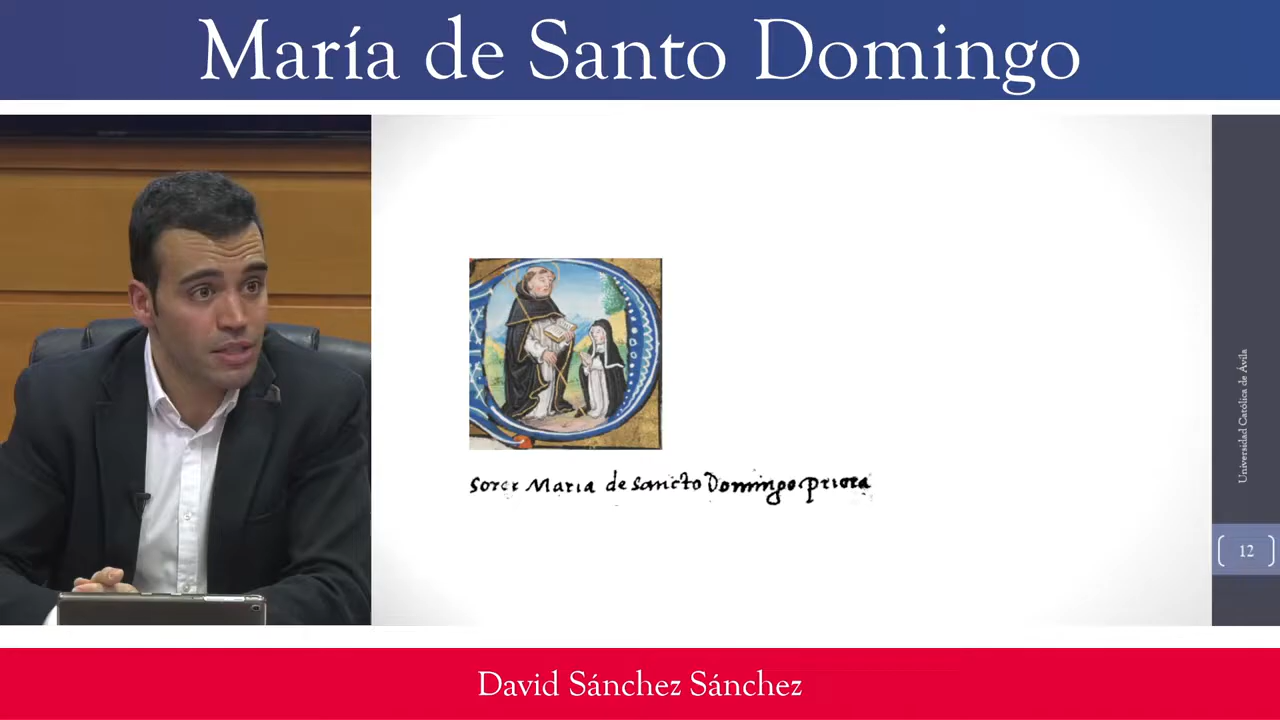 María de Santo Domingo
soror Maria de sancto Domingo priora
Universidad Católica de Ávila
12
David Sánchez Sánchez